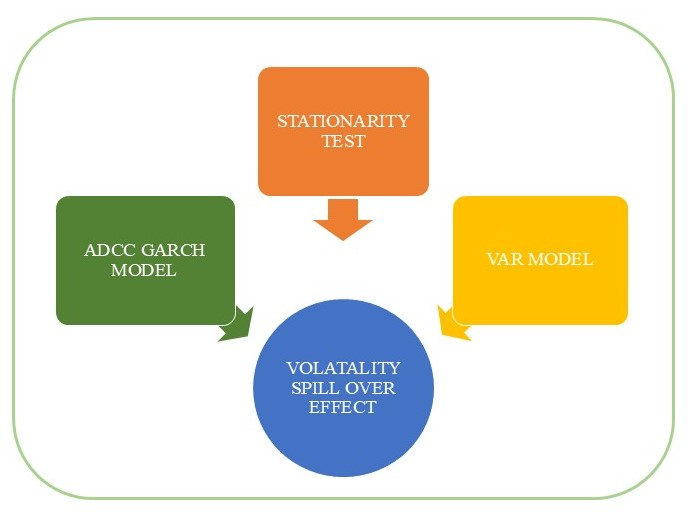 STATIONARITY
TEST
ADCC GARCH
MODEL
VAR MODEL
VOLATALITY
SPILL OVER
EFFECT